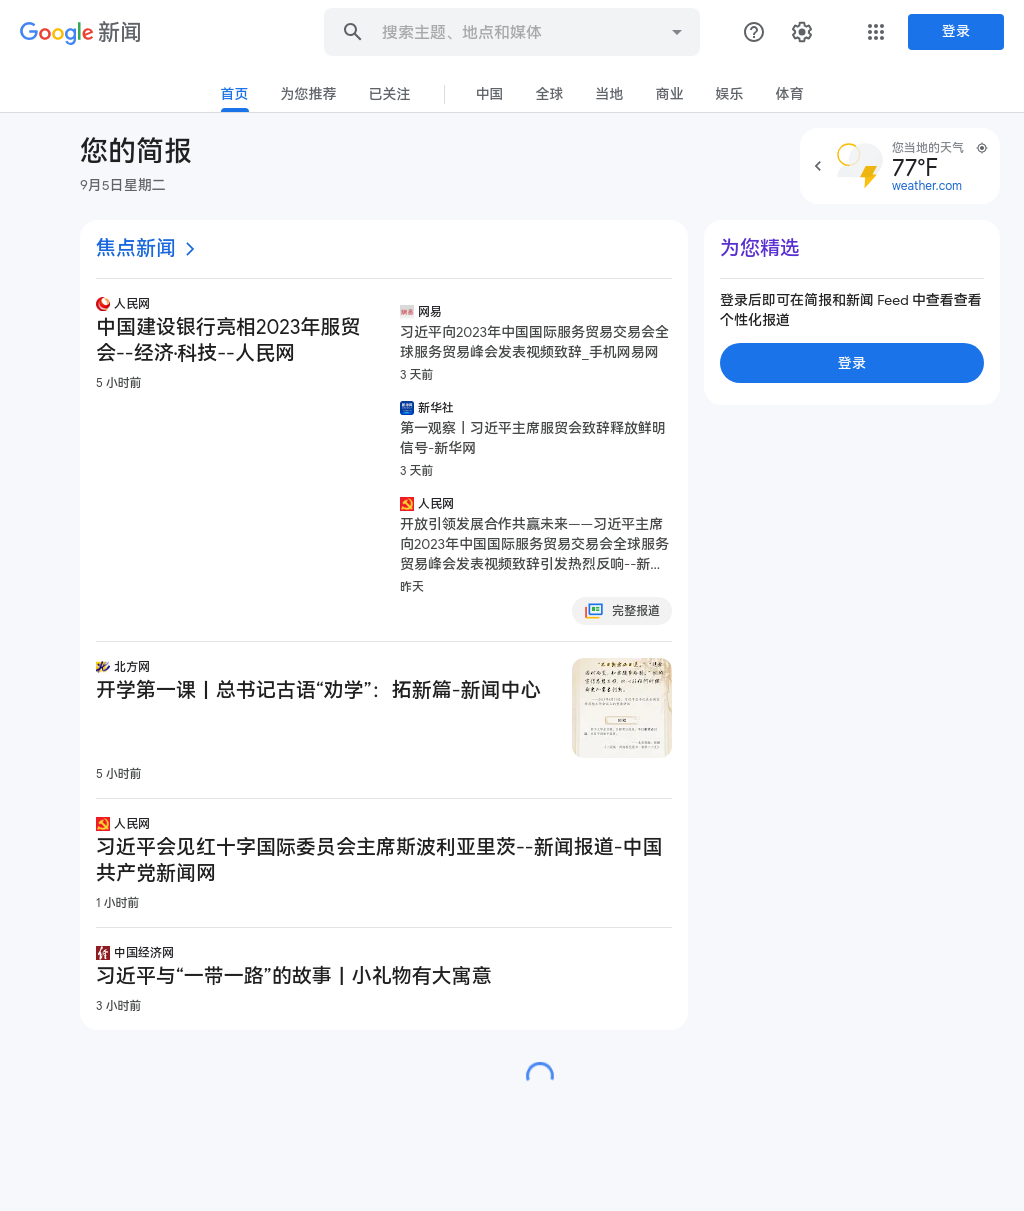 Google 新闻
搜索主题、地点和媒体
登录
首页
为您推荐
已关注
中国
全球
当地
商业
娱乐
体育
您的简报
9月5日星期二
您当地的天气
77°F
weather.com
焦点新闻
人民网
中国建设银行亮相2023年服贸
会--经济·科技--人民网
5 小时前
网易
习近平向2023年中国国际服务贸易交易会全
球服务贸易峰会发表视频致辞_手机网易网
3 天前
新华社
第一观察丨习近平主席服贸会致辞释放鲜明
信号-新华网
3 天前
人民网
开放引领发展合作共赢未来——习近平主席
向2023年中国国际服务贸易交易会全球服务
贸易峰会发表视频致辞引发热烈反响--新...
昨天
完整报道
北方网
开学第一课丨总书记古语“劝学”：拓新篇-新闻中心
5 小时前
人民网
习近平会见红十字国际委员会主席斯波利亚里茨--新闻报道-中国
共产党新闻网
1 小时前
中国经济网
习近平与“一带一路”的故事丨小礼物有大寓意
3 小时前
为您精选
登录后即可在简报和新闻 Feed 中查看查看
个性化报道
登录